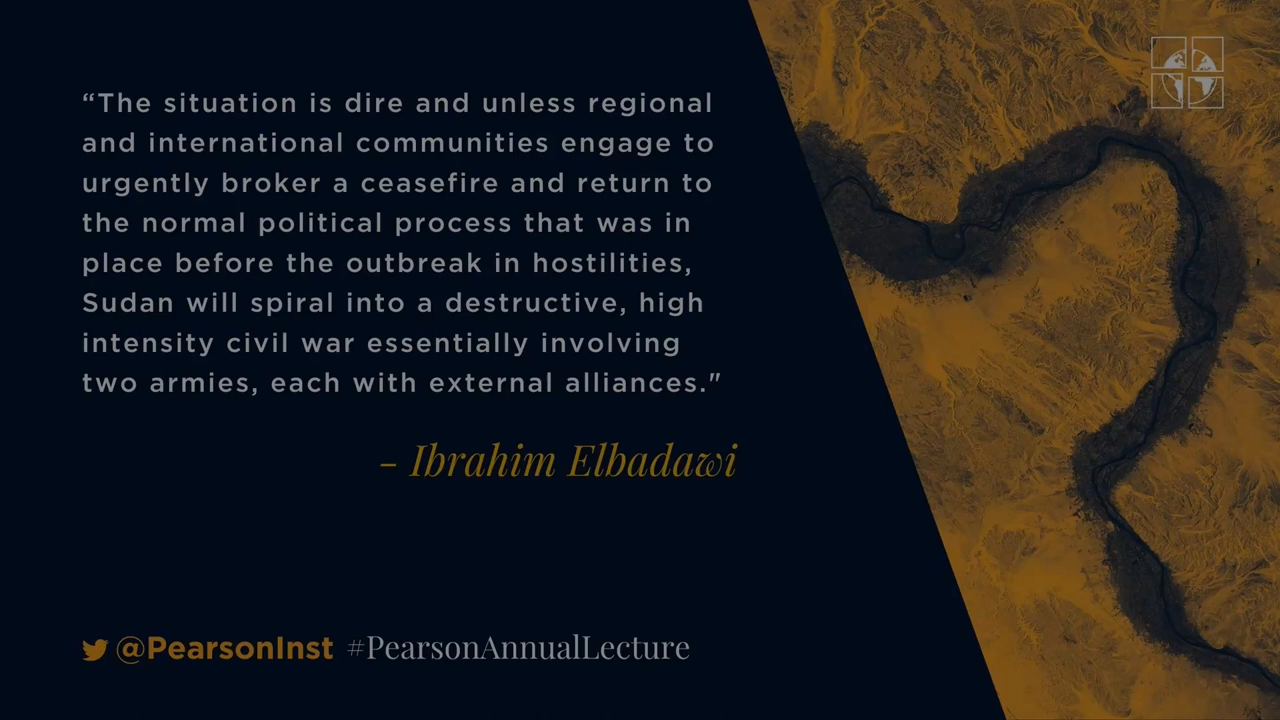 “The situation is dire and unless regional
and international communities engage to
urgently broker a ceasefire and return to
the normal political process that was in
place before the outbreak in hostilities,
Sudan will spiral into a destructive, high
intensity civil war essentially involving
two armies, each with external alliances."
- Ibrahim Elbadawi
@PearsonInst #PearsonAnnualLecture